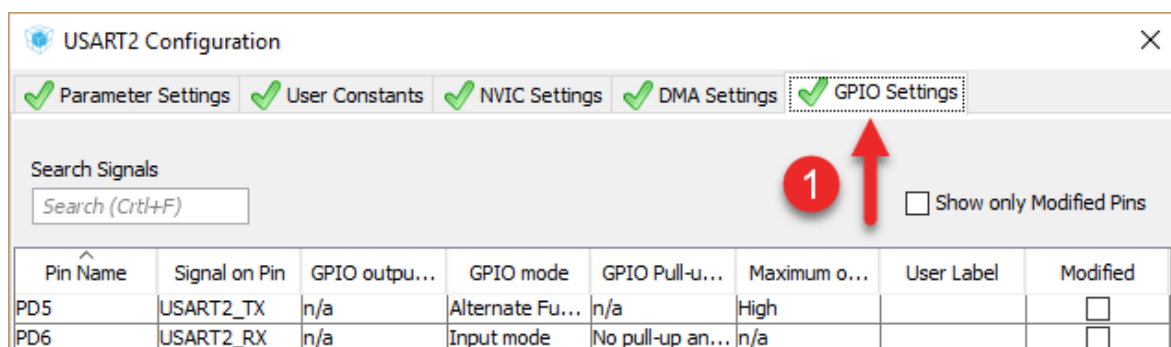 USART2 Configuration
Parameter Settings User Constants NVIC Settings DMA Settings GPIO Settings
Search Signals
Search (Crtl+F)
1
Show only Modified Pins
Pin Name Signal on Pin GPIO outpu... GPIO mode GPIO Pull-u... Maximum o... User Label Modified
PD5 USART2_TX n/a Alternate Fu... n/a High
PD6 USART2_RX n/a Input mode No pull-up an... n/a